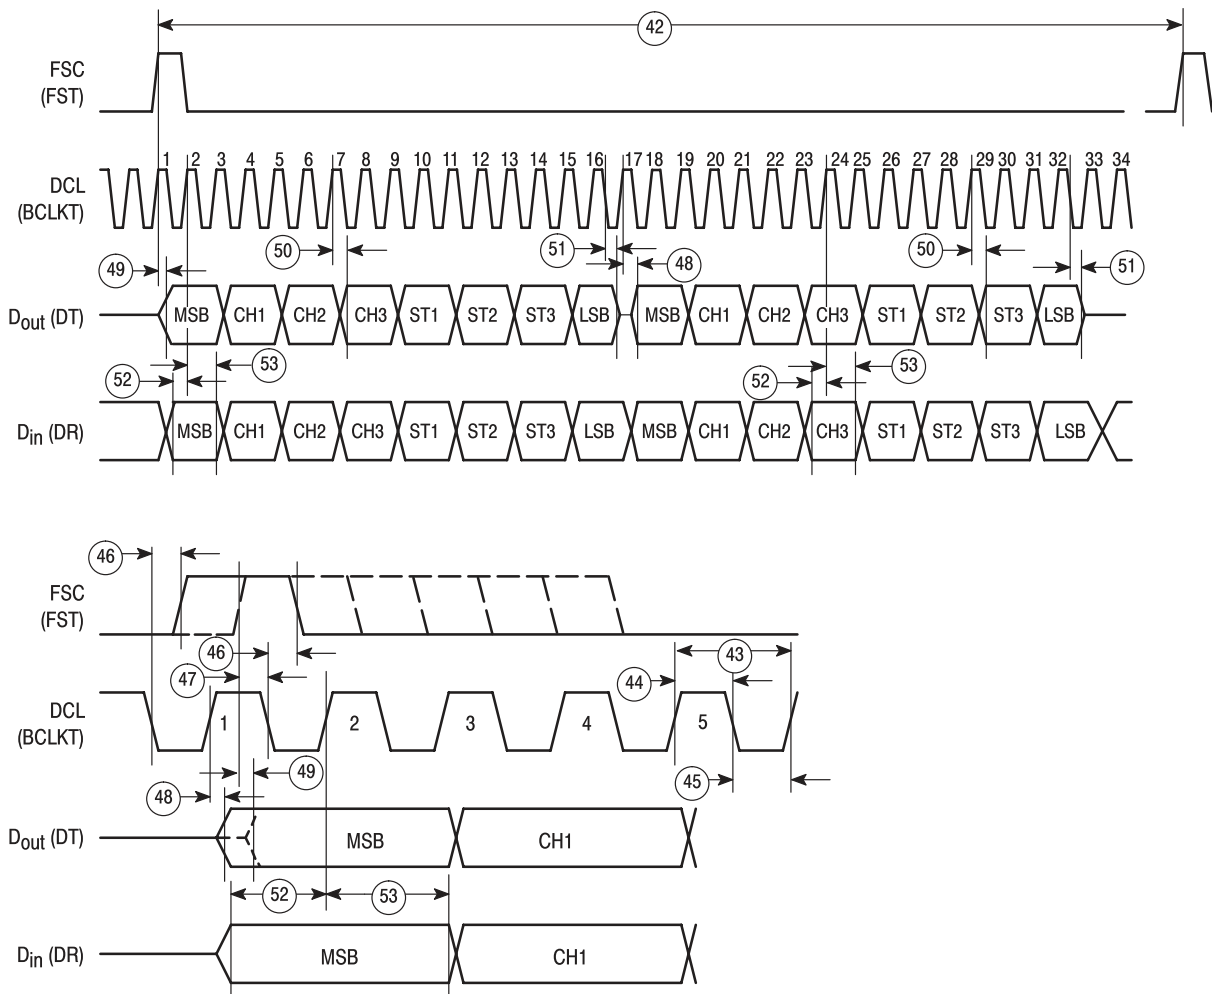 42
FSC
(FST)
1 2 3 4 5 6 7 8 9 10 11 12 13 14 15 16 17 18 19 20 21 22 23 24 25 26 27 28 29 30 31 32 33 34
DCL
(BCLKT)
49 50 51 48 50 51
Dout (DT) MSB CH1 CH2 CH3 ST1 ST2 ST3 LSB MSB CH1 CH2 CH3 ST1 ST2 ST3 LSB
52 53 52 53
Din (DR) MSB CH1 CH2 CH3 ST1 ST2 ST3 LSB MSB CH1 CH2 CH3 ST1 ST2 ST3 LSB
46
FSC
(FST)
46 43
47 44
DCL
(BCLKT)
1 2 3 4 5
49 45
48
Dout (DT) MSB CH1
52 53
Din (DR) MSB CH1